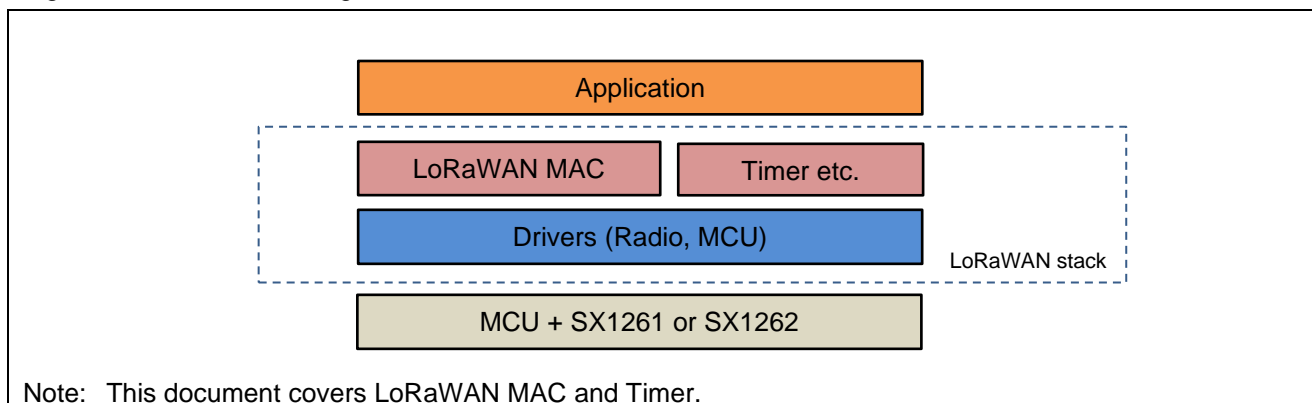 Application
LoRaWAN MAC
Timer etc.
Drivers (Radio, MCU)
LoRaWAN stack
MCU + SX1261 or SX1262
Note: This document covers LoRaWAN MAC and Timer.